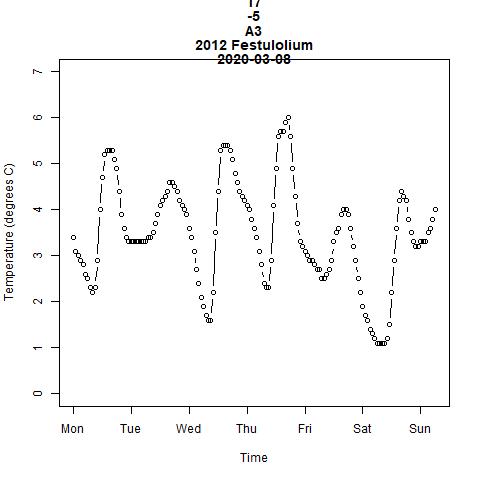 17
-5
A3
2012 Festulolium
2020-03-08
Temperature (degrees C)
7
6
5
4
3
2
1
0
Mon Tue Wed Thu Fri Sat Sun
Time